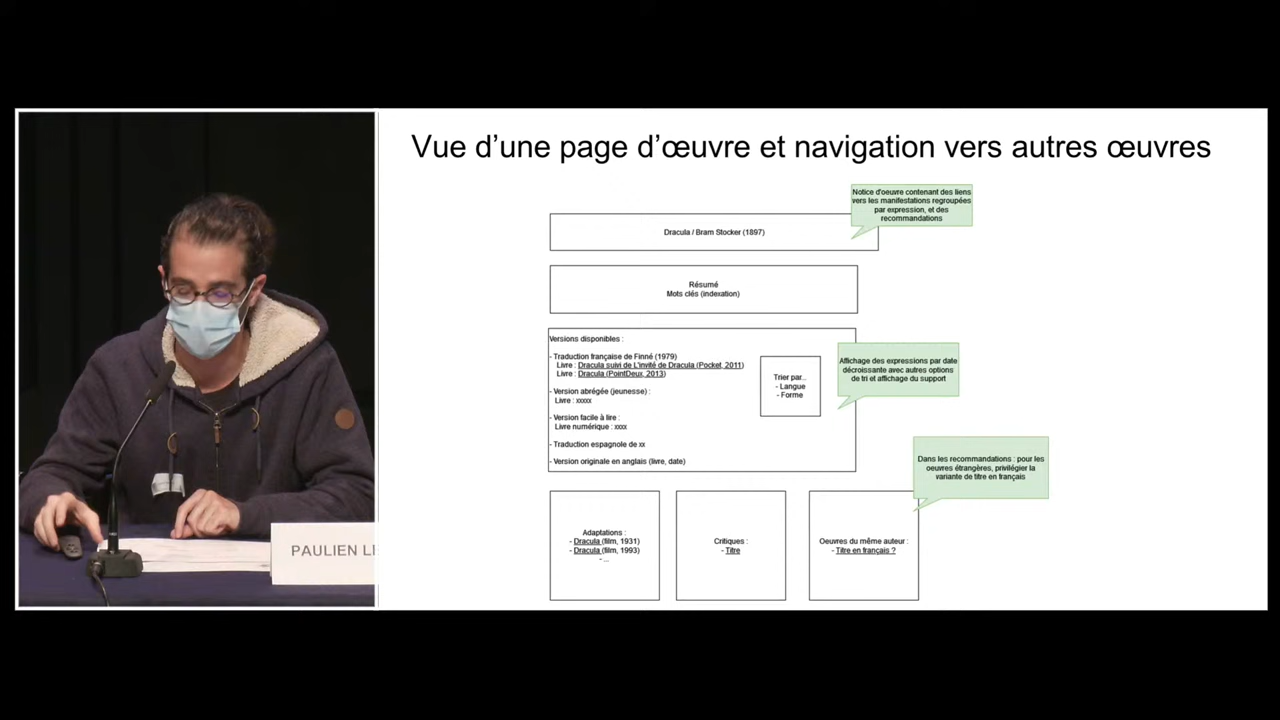 Vue d'une page d'œuvre et navigation vers autres œuvres
Notice d'oeuvre contenant des liens
vers les manifestations regroupées
par expression, et des
recommandations
Dracula / Bram Stocker (1897)
Résumé
Mots clés (indexation)
Versions disponibles :
- Traduction française de Finné (1979)
Livre : Dracula suivi de L'invité de Dracula (Pocket, 2011)
Livre : Dracula (PointDeux, 2013)
- Version abrégée (jeunesse) :
Livre : xxxxx
- Version facile à lire :
Livre numérique : xxxx
- Traduction espagnole de xx
- Version originale en anglais (livre, date)
Trier par...
- Langue
- Forme
Affichage des expressions par date
décroissante avec autres options
de tri et affichage du support
Dans les recommandations : pour les
oeuvres étrangères, privilégier la
variante de titre en français
Adaptations :
- Dracula (film, 1931)
- Dracula (film, 1993)
- ...
Critiques :
- Titre
Oeuvres du même auteur :
- Titre en français ?
PAULIEN LE